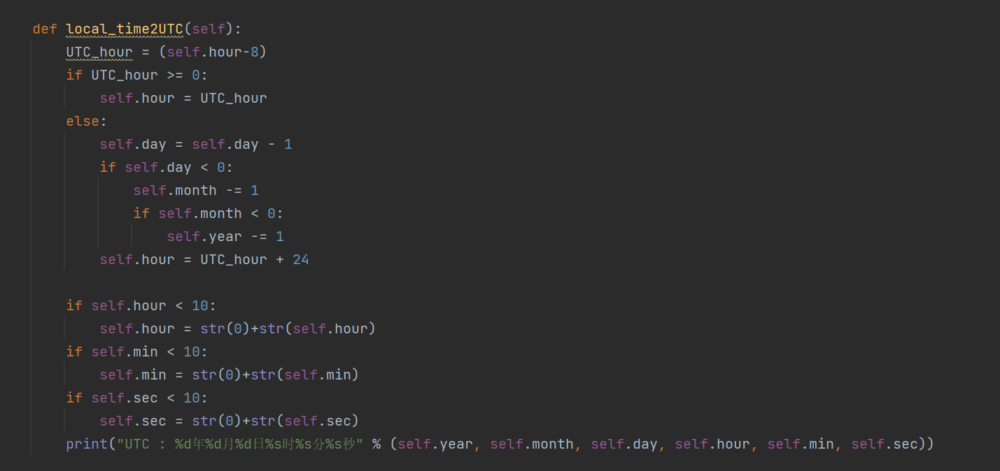 def local_time2UTC(self):
    UTC_hour = (self.hour-8)
    if UTC_hour >= 0:
        self.hour = UTC_hour
    else:
        self.day = self.day - 1
        if self.day < 0:
            self.month -= 1
            if self.month < 0:
                self.year -= 1
        self.hour = UTC_hour + 24

    if self.hour < 10:
        self.hour = str(0)+str(self.hour)
    if self.min < 10:
        self.min = str(0)+str(self.min)
    if self.sec < 10:
        self.sec = str(0)+str(self.sec)
    print("UTC : %d年%d月%d日%s时%s分%s秒" % (self.year, self.month, self.day, self.hour, self.min, self.sec))